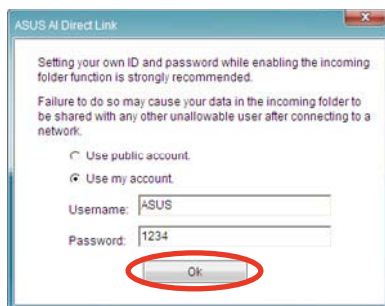 ASUS AI Direct Link
Setting your own ID and password while enabling the incoming
folder function is strongly recommended.
Failure to do so may cause your data in the incoming folder to
be shared with any other unallowable user after connecting to a
network.
Use public account.
Use my account.
Username: ASUS
Password: 1234
Ok